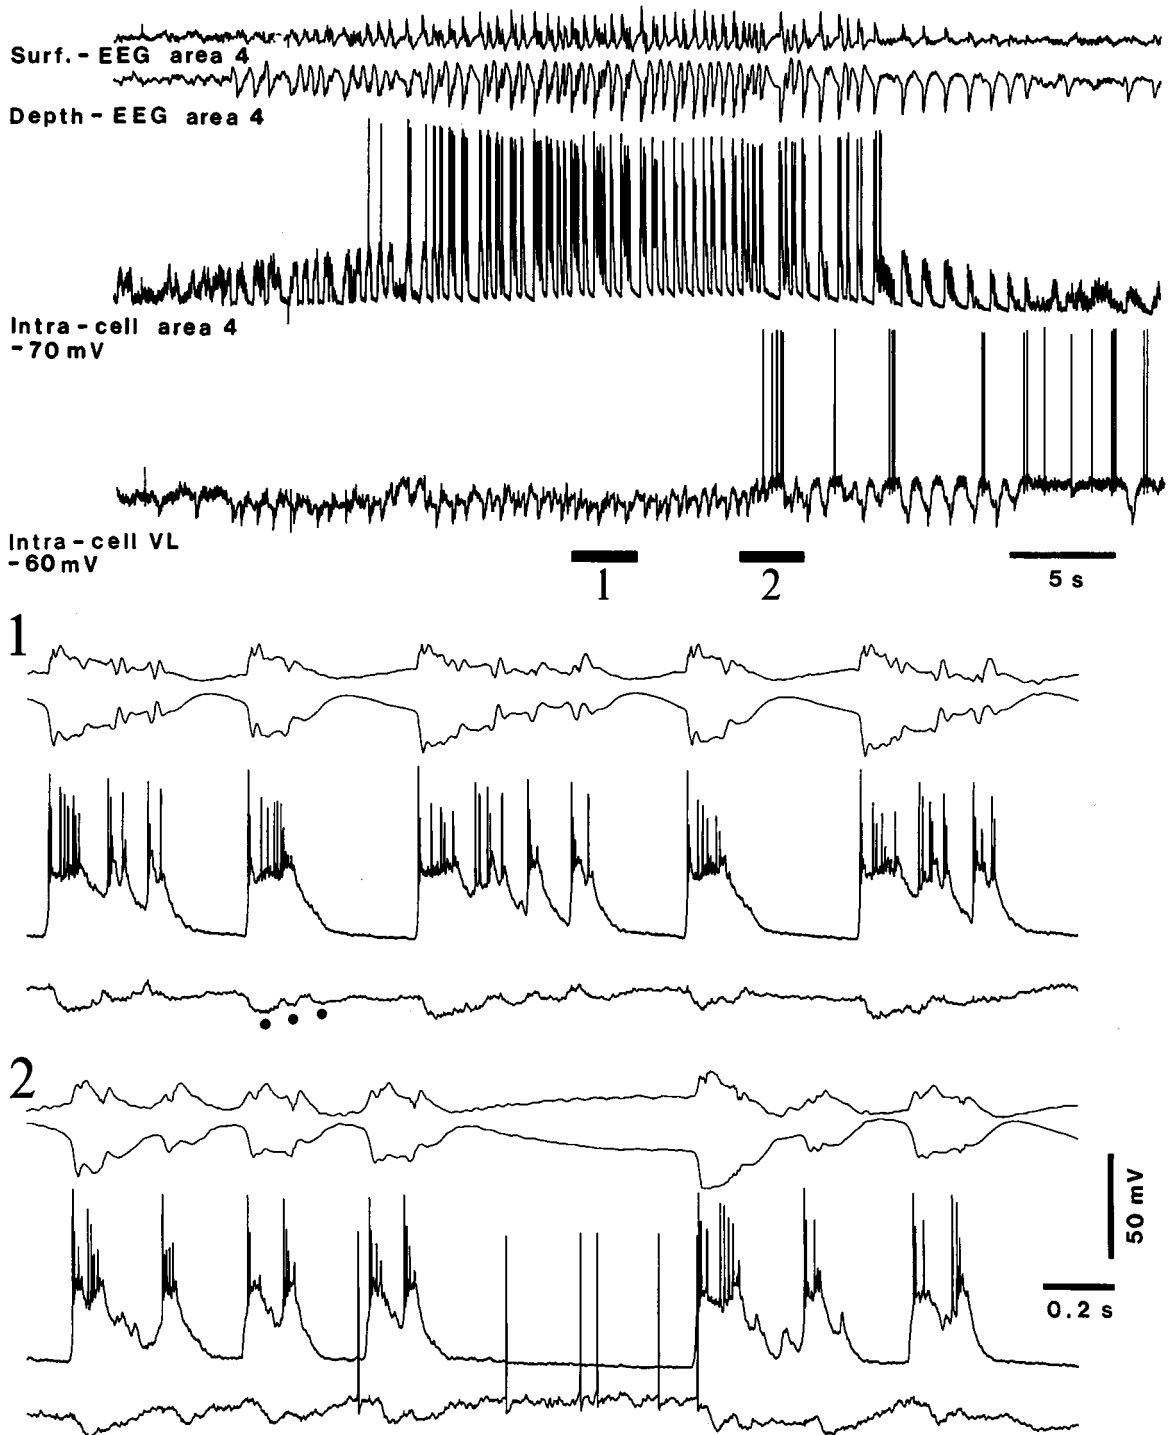 Surf.- EEG area 4
Depth - EEG area 4
Intra - cell area 4
-70 mV
Intra - cell VL
-60 mV
1
2
5 s
1
2
50 mV
0.2 s